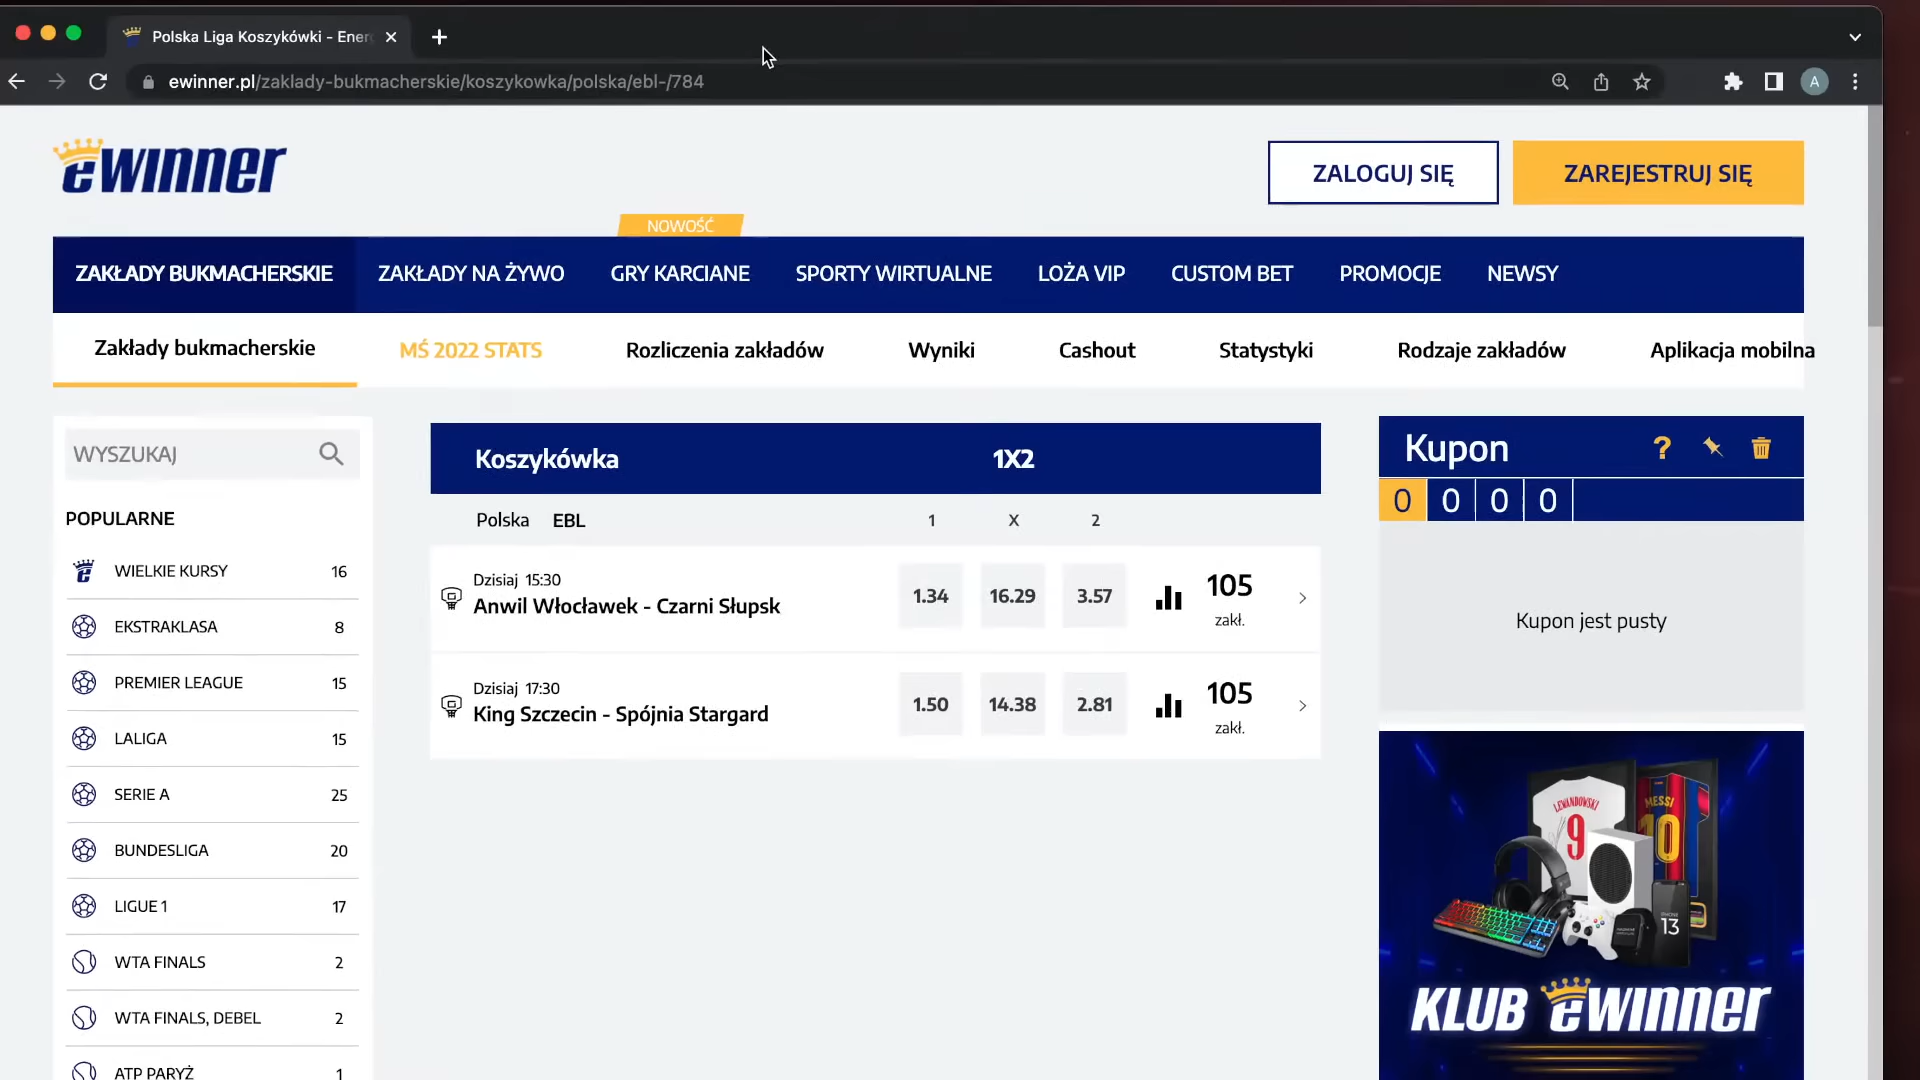 Polska Liga Koszykówki - Ener
ewinner.pl/zaklady-bukmacherskie/koszykowka/polska/ebl-/784
A
ewinner
ZALOGUJ SIĘ
ZAREJESTRUJ SIĘ
NOWOŚĆ
ZAKŁADY BUKMACHERSKIE ZAKŁADY NA ŻYWO GRY KARCIANE SPORTY WIRTUALNE LOŻA VIP CUSTOM BET PROMOCJE NEWSY
Zakłady bukmacherskie MŚ 2022 STATS Rozliczenia zakładów Wyniki Cashout Statystyki Rodzaje zakładów Aplikacja mobilna
WYSZUKAJ
POPULARNE
WIELKIE KURSY 16
EKSTRAKLASA 8
PREMIER LEAGUE 15
LALIGA 15
SERIE A 25
BUNDESLIGA 20
LIGUE 1 17
WTA FINALS 2
WTA FINALS, DEBEL 2
ATP PARYŻ 1
Koszykówka 1X2
Polska EBL 1 X 2
Dzisiaj 15:30
Anwil Włocławek - Czarni Słupsk 1.34 16.29 3.57 105
zakł.
Dzisiaj 17:30
King Szczecin - Spójnia Stargard 1.50 14.38 2.81 105
zakł.
Kupon ?
0 0 0 0
Kupon jest pusty
LEWANDOWSKI
9
MESSI
10
13
KLUB ewinner